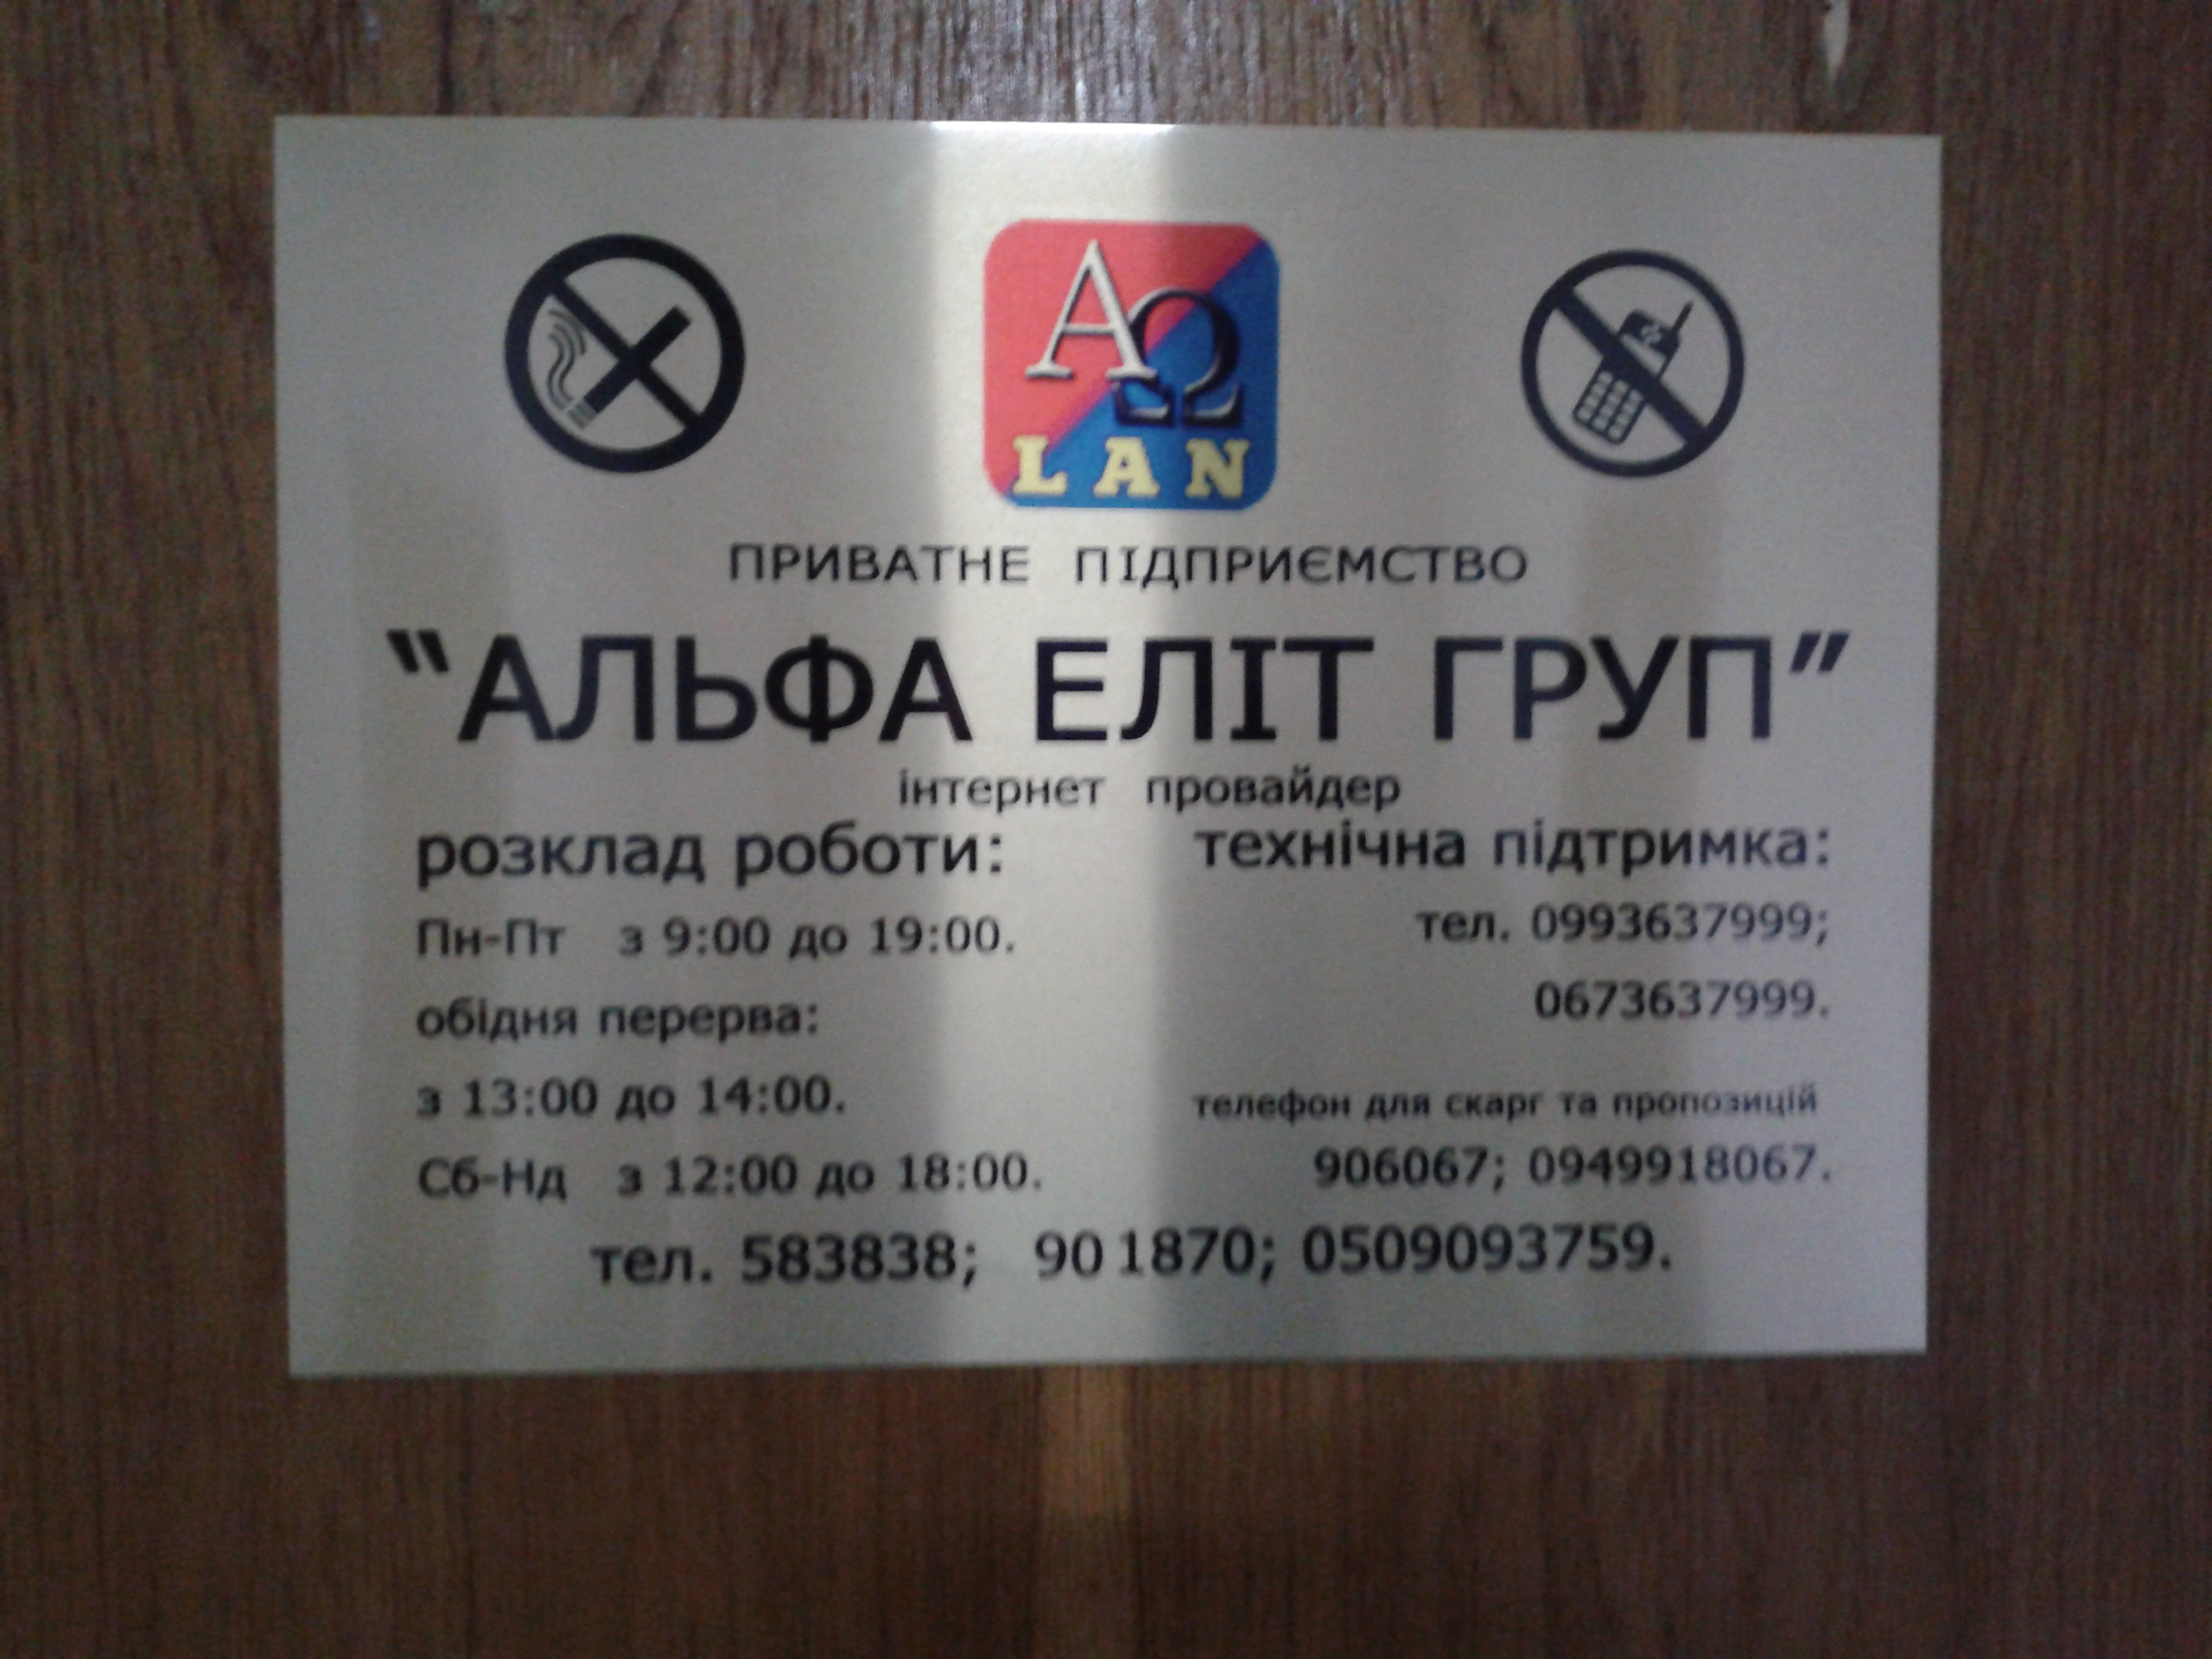 ΑΩ
LAN
ПРИВАТНЕ ПІДПРИЄМСТВО
“АЛЬФА ЕЛІТ ГРУП”
інтернет провайдер
розклад роботи:
Пн-Пт з 9:00 до 19:00.
обідня перерва:
з 13:00 до 14:00.
Сб-Нд з 12:00 до 18:00.
технічна підтримка:
тел. 0993637999;
0673637999.
телефон для скарг та пропозицій
906067; 0949918067.
тел. 583838; 901870; 0509093759.